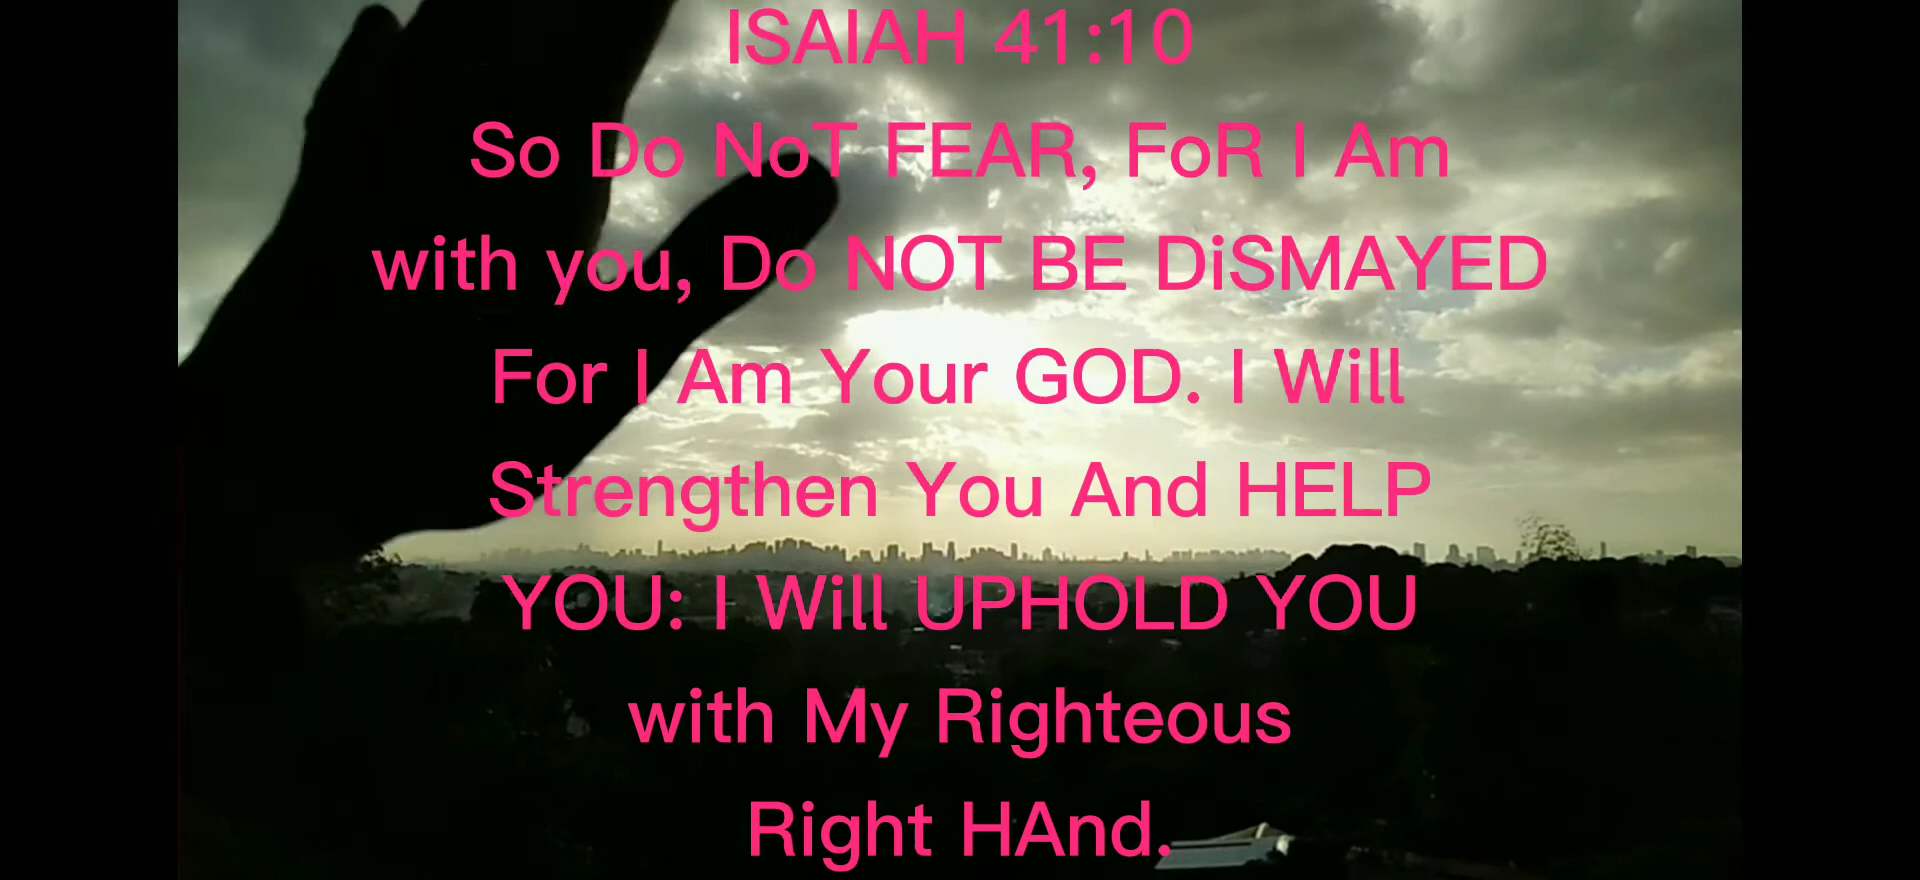 ISAIAH 41:10
So Do NoT FEAR, FoR I Am
with you, Do NOT BE DiSMAYED
For I Am Your GOD. I Will
Strengthen You And HELP
YOU: I Will UPHOLD YOU
with My Righteous
Right HAnd.